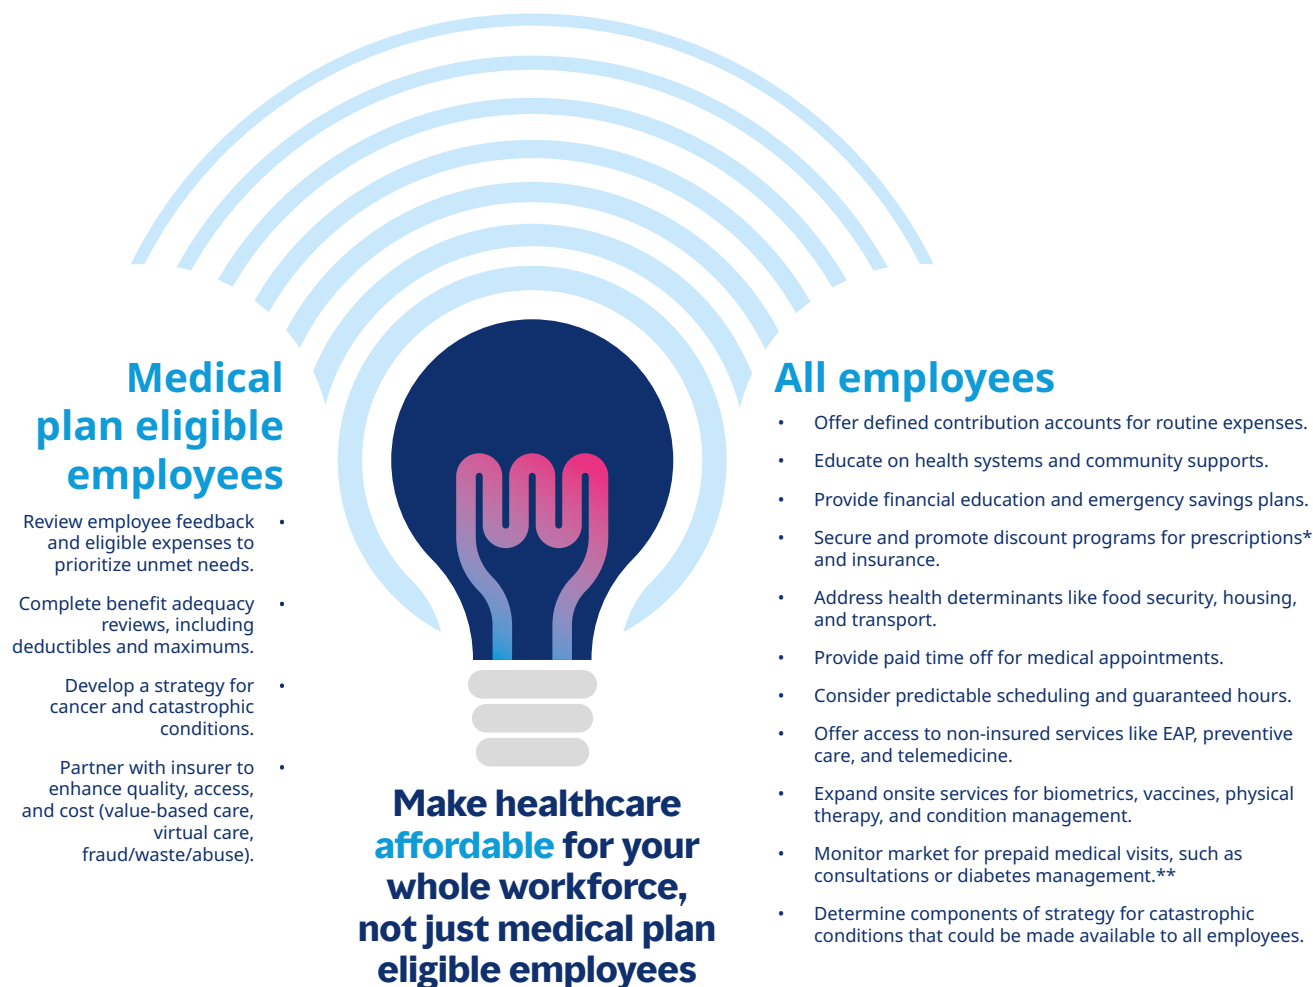 Medical
plan eligible
employees
Review employee feedback
and eligible expenses to
prioritize unmet needs.
Complete benefit adequacy
reviews, including
deductibles and maximums.
Develop a strategy for
cancer and catastrophic
conditions.
Partner with insurer to
enhance quality, access,
and cost (value-based care,
virtual care,
fraud/waste/abuse).
Make healthcare
affordable for your
whole workforce,
not just medical plan
eligible employees
All employees
• Offer defined contribution accounts for routine expenses.
• Educate on health systems and community supports.
• Provide financial education and emergency savings plans.
• Secure and promote discount programs for prescriptions*
and insurance.
• Address health determinants like food security, housing,
and transport.
• Provide paid time off for medical appointments.
• Consider predictable scheduling and guaranteed hours.
• Offer access to non-insured services like EAP, preventive
care, and telemedicine.
• Expand onsite services for biometrics, vaccines, physical
therapy, and condition management.
• Monitor market for prepaid medical visits, such as
consultations or diabetes management.**
• Determine components of strategy for catastrophic
conditions that could be made available to all employees.